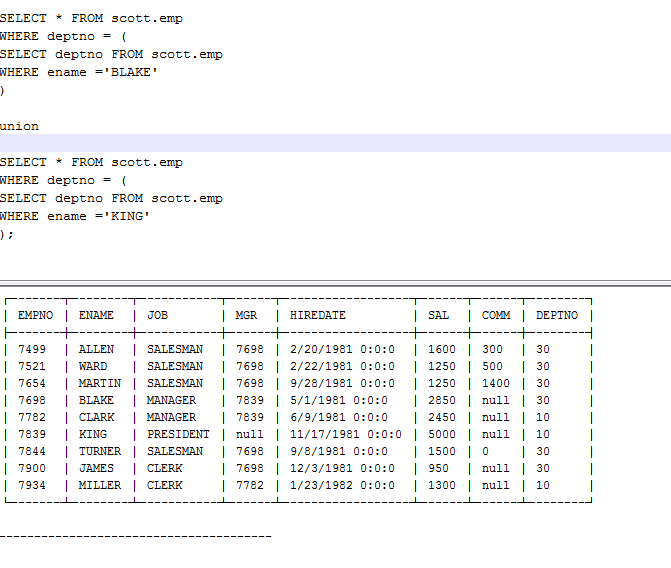 SELECT * FROM scott.emp
WHERE deptno = (
SELECT deptno FROM scott.emp
WHERE ename ='BLAKE'
)
union
SELECT * FROM scott.emp
WHERE deptno = (
SELECT deptno FROM scott.emp
WHERE ename ='KING'
);
EMPNO | ENAME | JOB | MGR | HIREDATE | SAL | COMM | DEPTNO
7499 | ALLEN | SALESMAN | 7698 | 2/20/1981 0:0:0 | 1600 | 300 | 30
7521 | WARD | SALESMAN | 7698 | 2/22/1981 0:0:0 | 1250 | 500 | 30
7654 | MARTIN | SALESMAN | 7698 | 9/28/1981 0:0:0 | 1250 | 1400 | 30
7698 | BLAKE | MANAGER | 7839 | 5/1/1981 0:0:0 | 2850 | null | 30
7782 | CLARK | MANAGER | 7839 | 6/9/1981 0:0:0 | 2450 | null | 10
7839 | KING | PRESIDENT | null | 11/17/1981 0:0:0 | 5000 | null | 10
7844 | TURNER | SALESMAN | 7698 | 9/8/1981 0:0:0 | 1500 | 0 | 30
7900 | JAMES | CLERK | 7698 | 12/3/1981 0:0:0 | 950 | null | 30
7934 | MILLER | CLERK | 7782 | 1/23/1982 0:0:0 | 1300 | null | 10